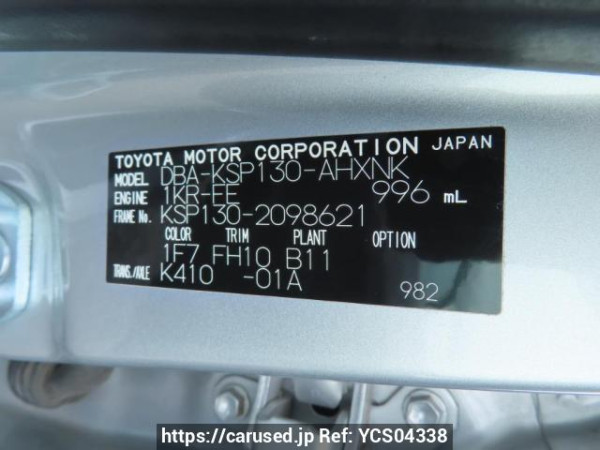 TOYOTA MOTOR CORPORATION JAPAN
MODEL DBA-KSP130-AHXNK
ENGINE 1KR-FE 996 mL
FRAME No. KSP130-2098621
COLOR TRIM PLANT OPTION
1F7 FH10 B11
TRANS./AXLE K410 -01A
982
https://carused.jp Ref: YCS04338